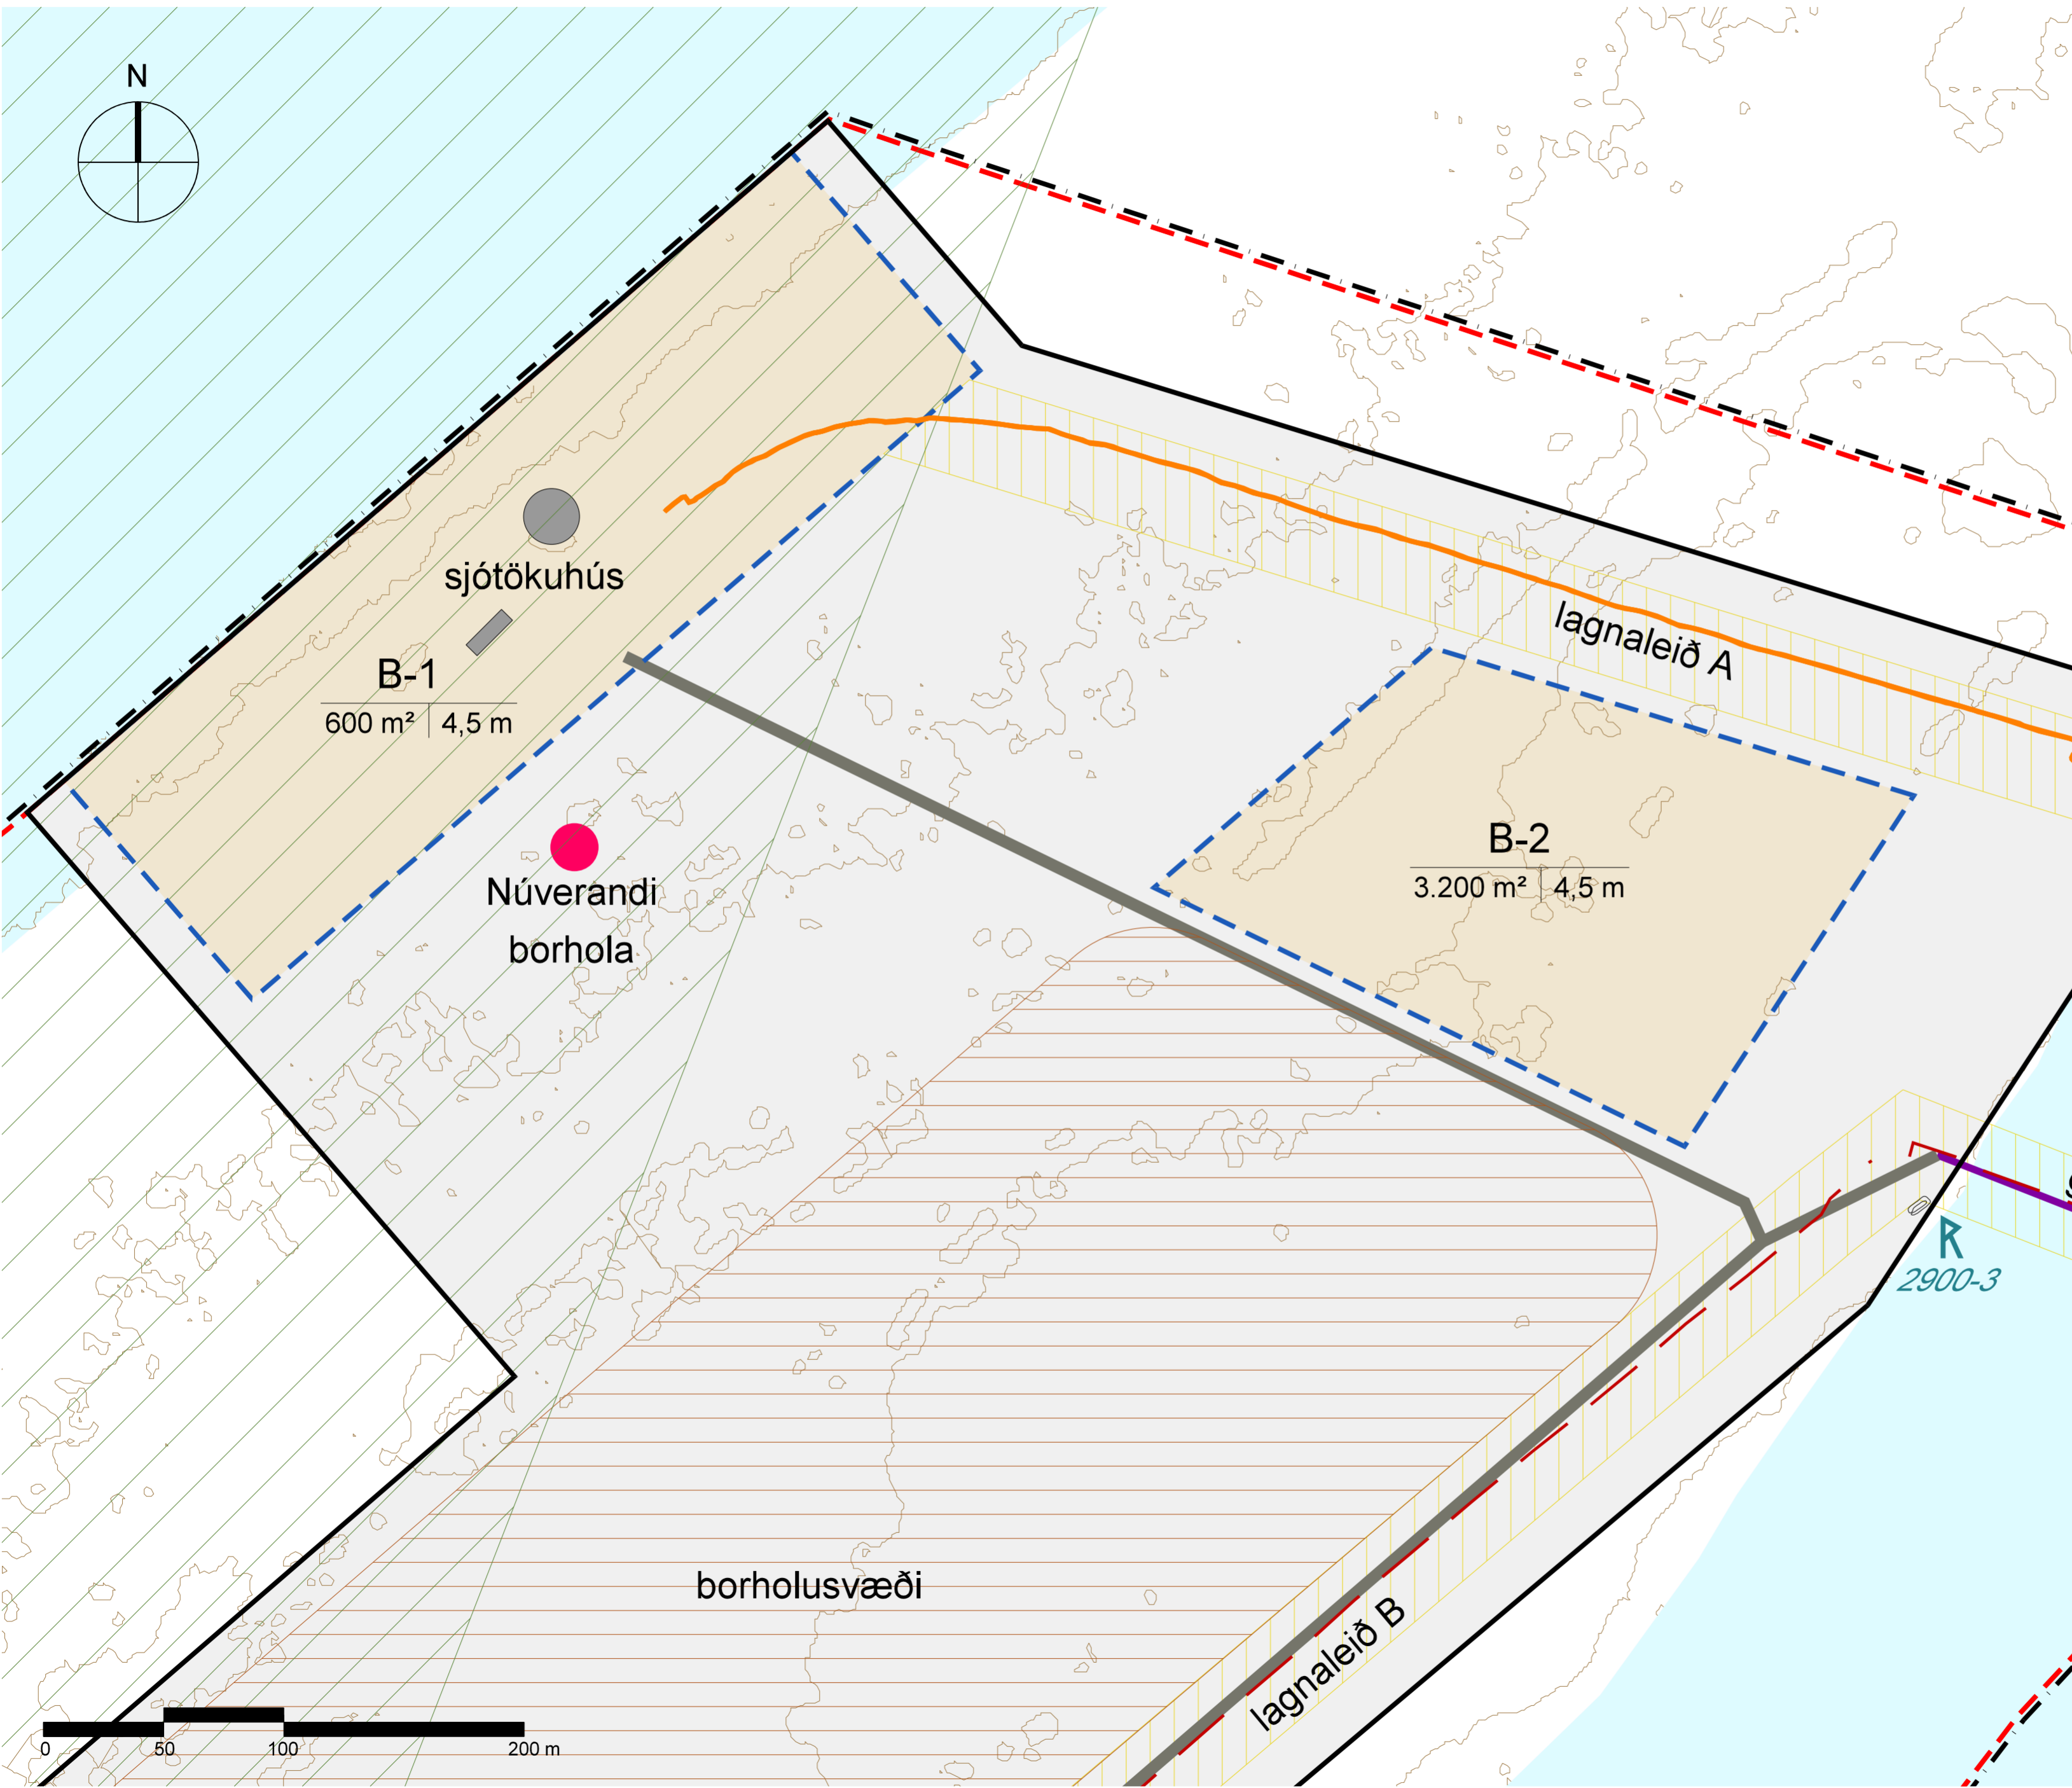 N
sjótökuhús
B-1
600 m² 4,5 m
lagnaleið A
B-2
3.200 m² 4,5 m
Núverandi
borhola
2900-3
borholusvæði
lagnaleið B
0 50 100 200 m